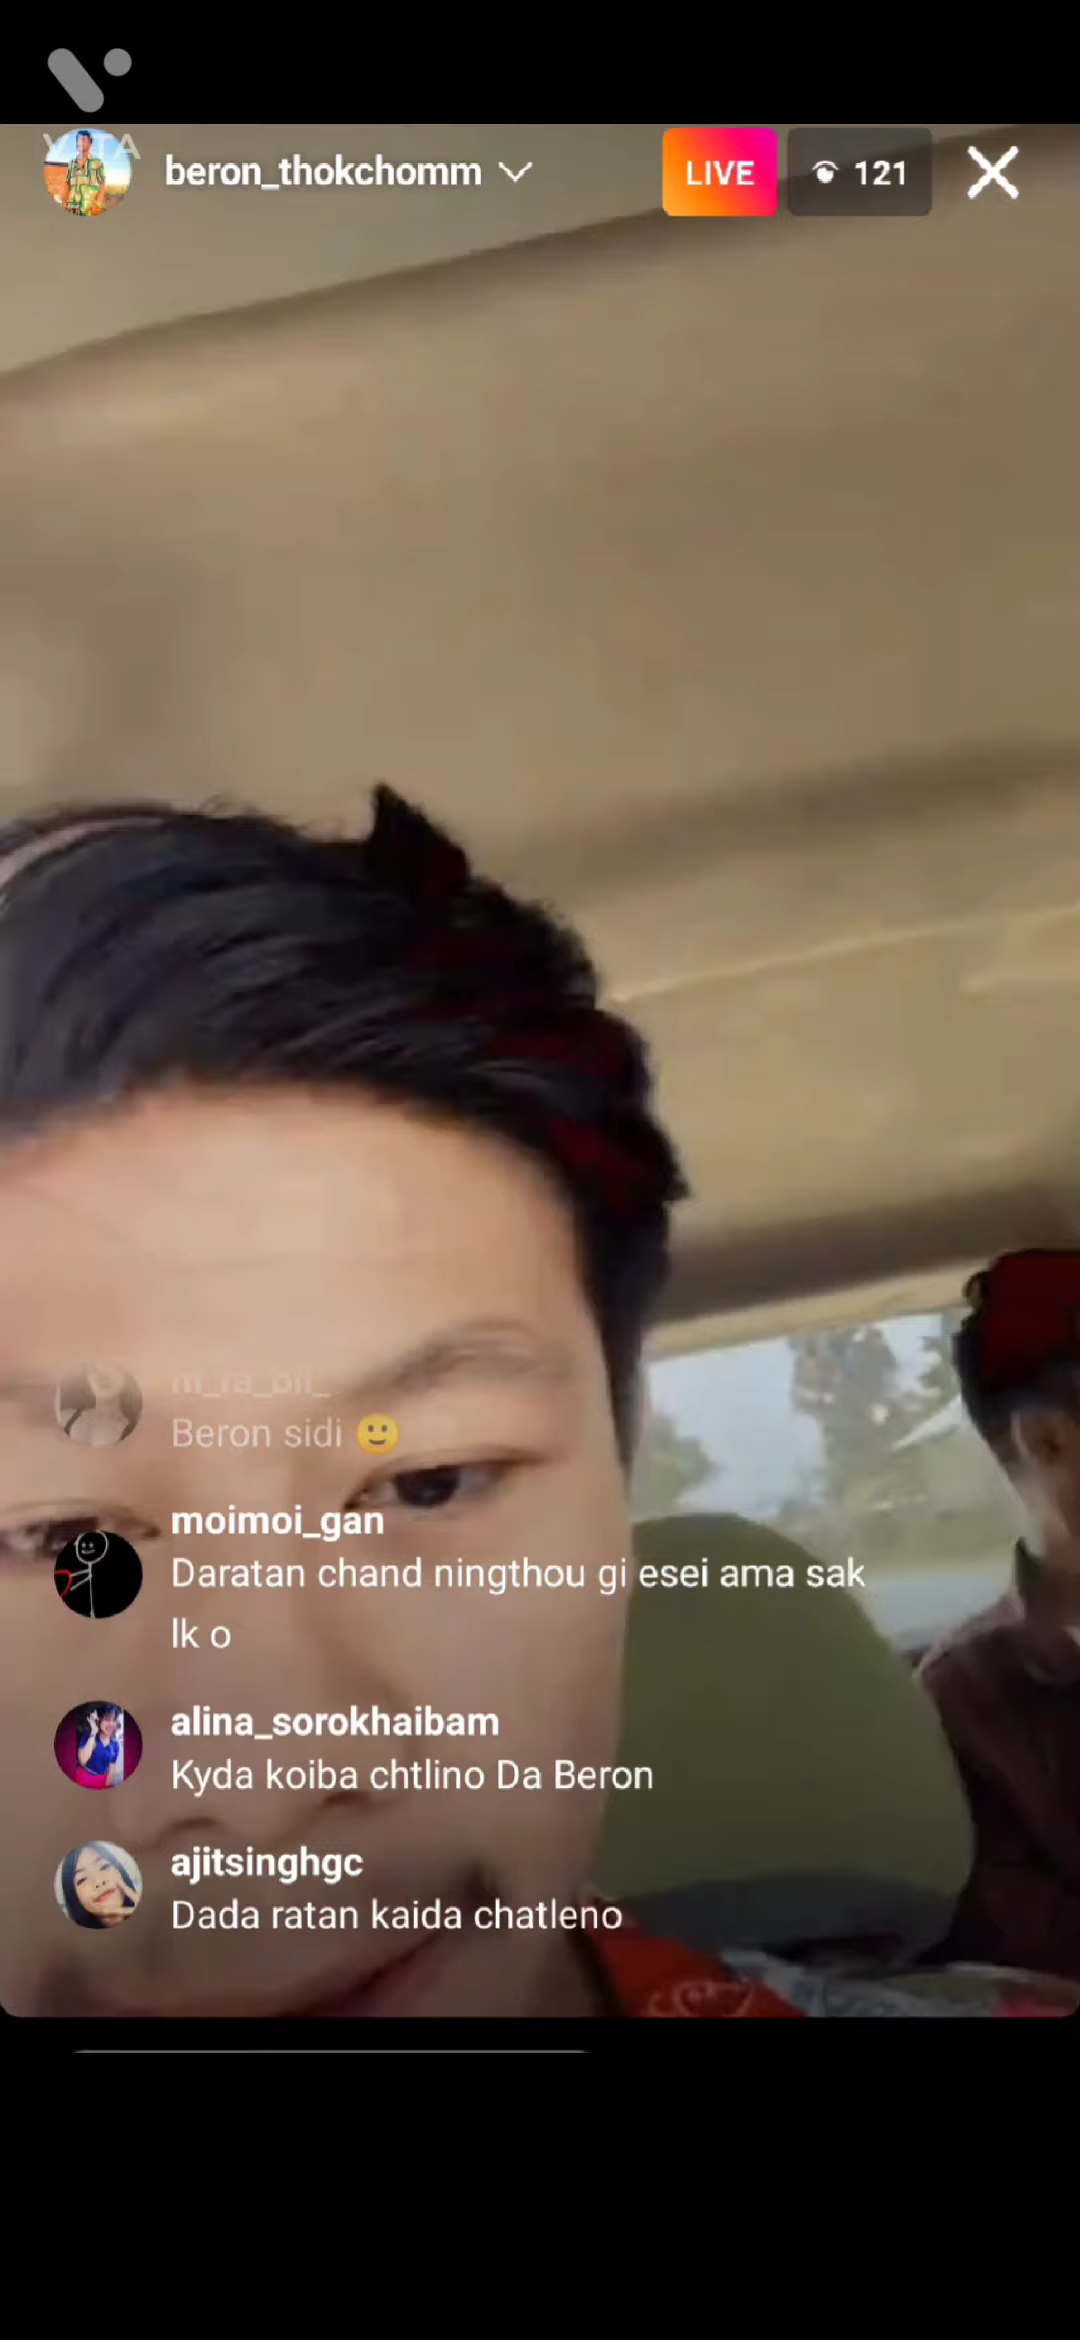 VITA
beron_thokchomm
LIVE
121
Beron sidi 🙂
moimoi_gan
Daratan chand ningthou gi esei ama sak
lk o
alina_sorokhaibam
Kyda koiba chtlino Da Beron
ajitsinghgc
Dada ratan kaida chatleno